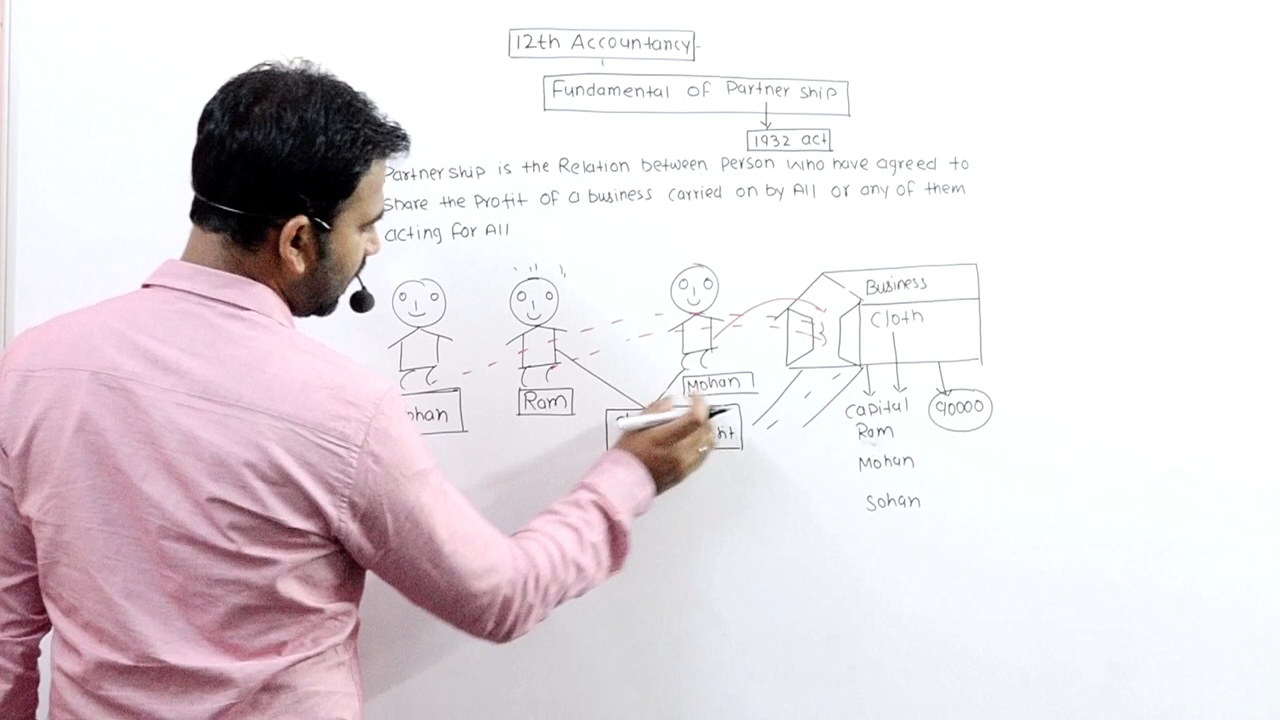 12th Accountancy
Fundamental of Partner ship
1932 act
Partner ship is the Relation between Person who have agreed to
Share the Profit of a business carried on by All or any of them
acting for All
Business
Cloth
Mohan
Ram
Capital
90000
Ram
Mohan
Sohan